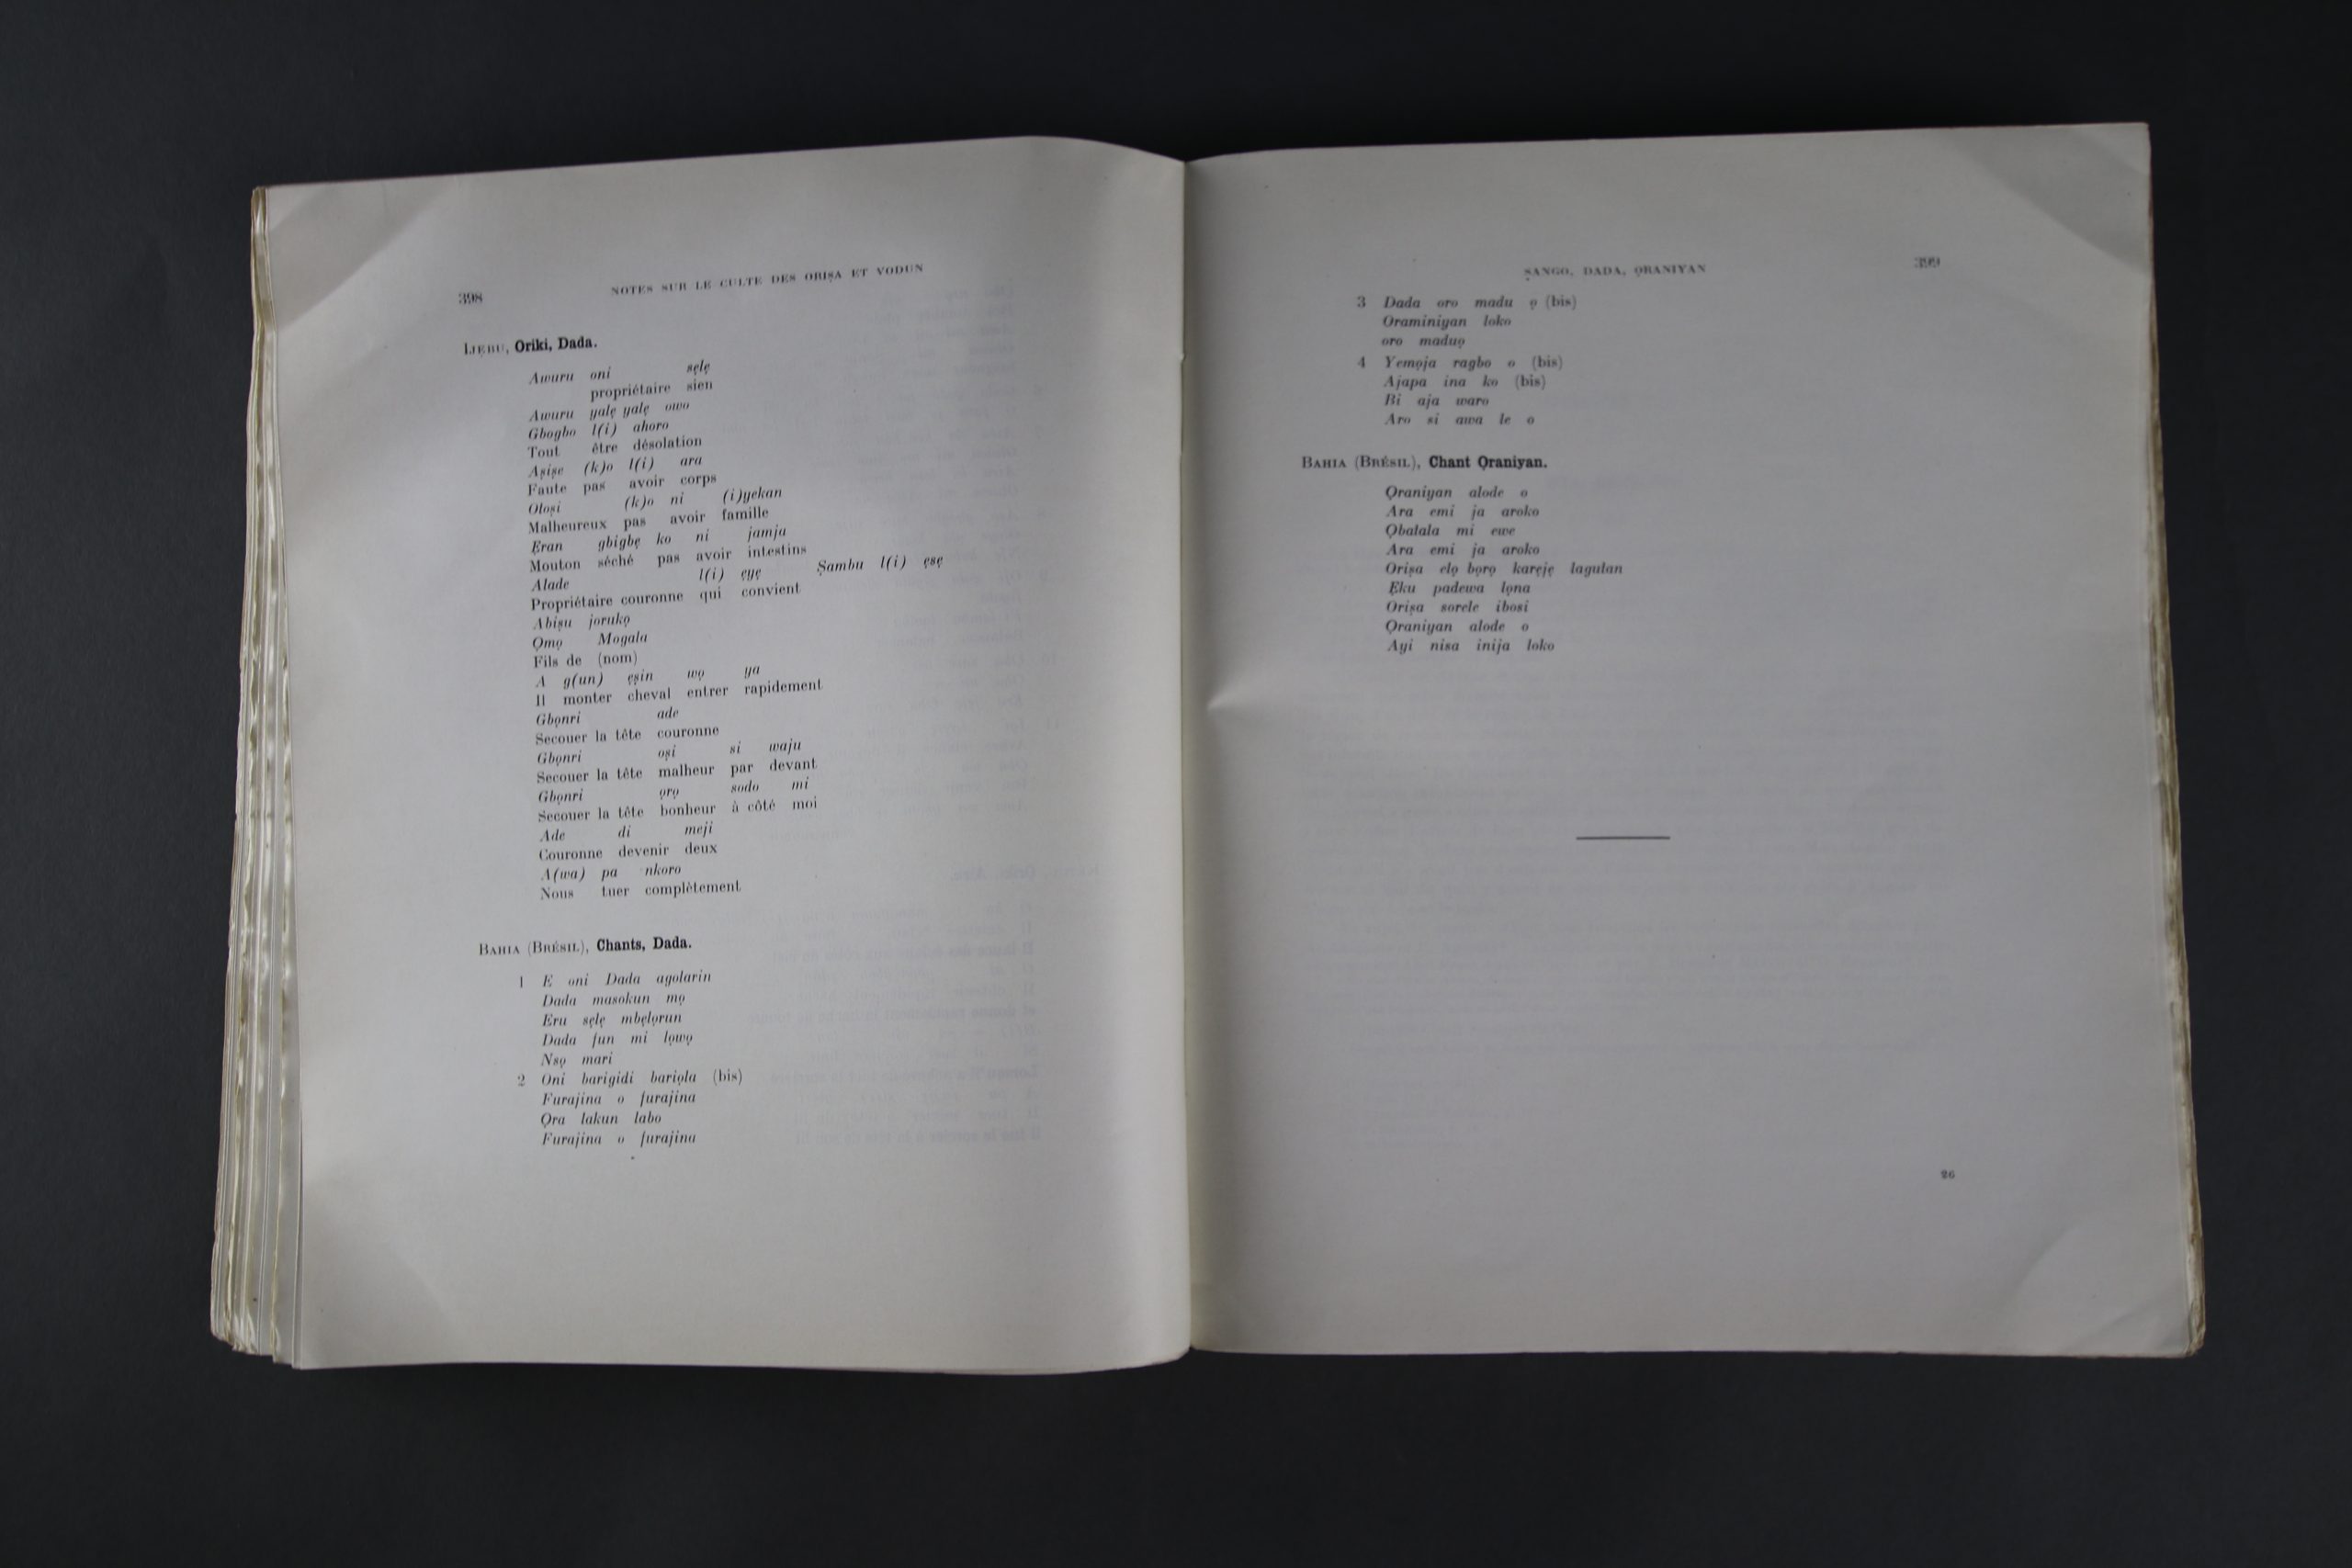 398
NOTES SUR LE CULTE DES ORIṢA ET VODUN
IJẸBU, Oriki, Dada.
Awuru oni sẹlẹ
propriétaire sien
Awuru yalẹ yalẹ owo
Gbogbo l(i) ahoro
Tout être désolation
Aṣiṣe (k)o l(i) ara
Faute pas avoir corps
Oloṣi (k)o ni (i)yekan
Malheureux pas avoir famille
Ẹran gbigbẹ ko ni jamja
Mouton séché pas avoir intestins
Alade l(i) ẹyẹ Ṣambu l(i) ẹsẹ
Propriétaire couronne qui convient
Abiṣu jorukọ
Ọmọ Mogala
Fils de (nom)
A g(un) ẹṣin wọ ya
Il monter cheval entrer rapidement
Gbọnri ade
Secouer la tête couronne
Gbọnri oṣi si waju
Secouer la tête malheur par devant
Gbọnri ọrọ sodo mi
Secouer la tête bonheur à côté moi
Ade di meji
Couronne devenir deux
A(wa) pa nkoro
Nous tuer complètement
BAHIA (BRÉSIL), Chants, Dada.
1 E oni Dada agolarin
Dada masokun mọ
Eru sẹlẹ mbẹlọrun
Dada fun mi lọwọ
Nsọ mari
2 Oni barigidi bariọla (bis)
Furajina o furajina
Ọra lakun labo
Furajina o furajina
ṢANGO, DADA, ỌRANIYAN
399
3 Dada oro madu ọ (bis)
Oraminiyan loko
oro maduọ
4 Yemọja ragbo o (bis)
Ajapa ina ko (bis)
Bi aja waro
Aro si awa le o
BAHIA (BRÉSIL), Chant Ọraniyan.
Ọraniyan alode o
Ara emi ja aroko
Ọbalala mi ewe
Ara emi ja aroko
Oriṣa elọ bọrọ karẹjẹ lagulan
Ẹku padewa lọna
Oriṣa sorele ibosi
Ọraniyan alode o
Ayi nisa inija loko
26